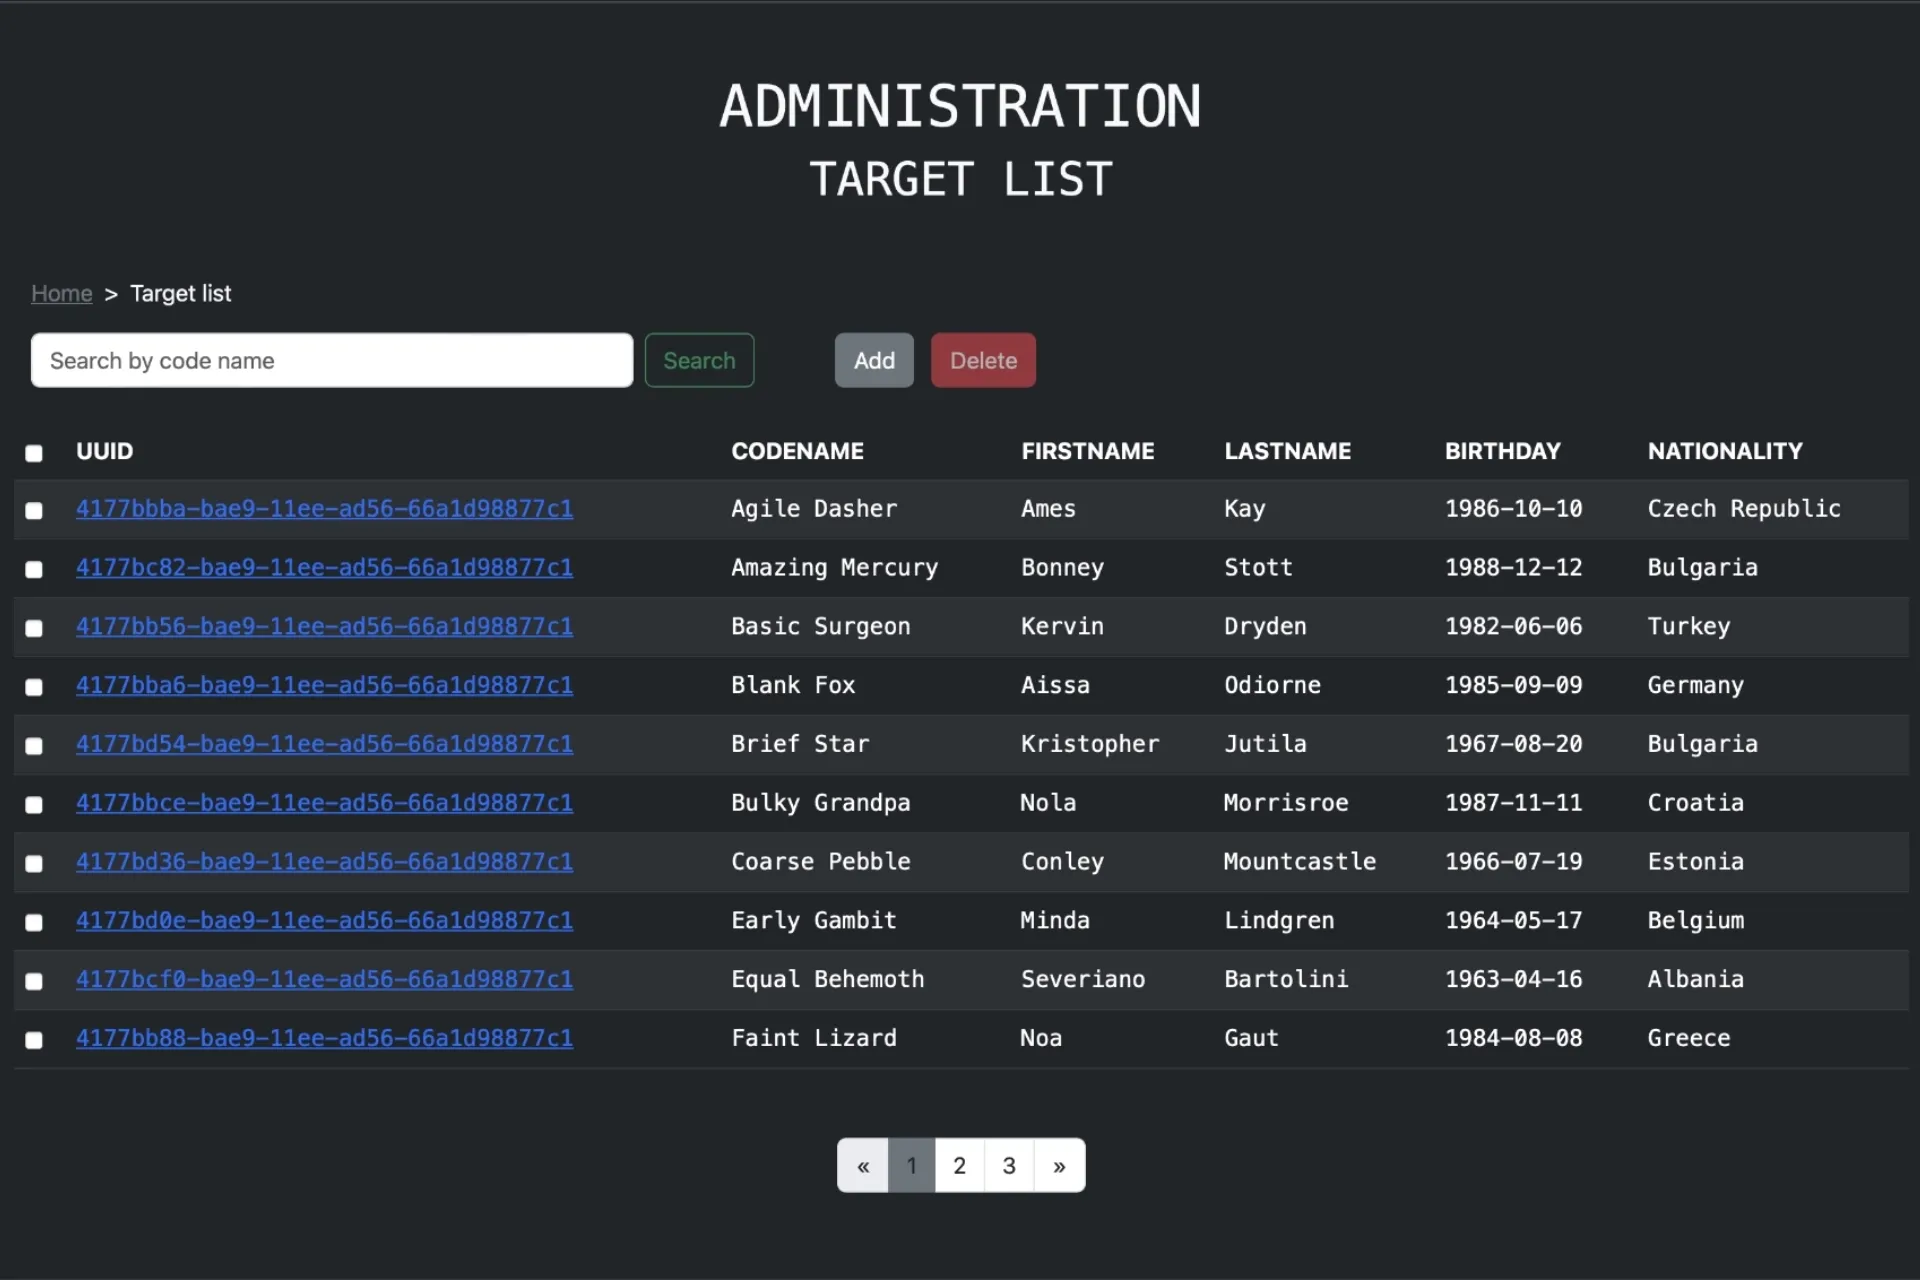 ADMINISTRATION
TARGET LIST
Home > Target list
Search by code name Search Add Delete
UUID CODENAME FIRSTNAME LASTNAME BIRTHDAY NATIONALITY
4177bbba-bae9-11ee-ad56-66a1d98877c1 Agile Dasher Ames Kay 1986-10-10 Czech Republic
4177bc82-bae9-11ee-ad56-66a1d98877c1 Amazing Mercury Bonney Stott 1988-12-12 Bulgaria
4177bb56-bae9-11ee-ad56-66a1d98877c1 Basic Surgeon Kervin Dryden 1982-06-06 Turkey
4177bba6-bae9-11ee-ad56-66a1d98877c1 Blank Fox Aissa Odiorne 1985-09-09 Germany
4177bd54-bae9-11ee-ad56-66a1d98877c1 Brief Star Kristopher Jutila 1967-08-20 Bulgaria
4177bbce-bae9-11ee-ad56-66a1d98877c1 Bulky Grandpa Nola Morrisroe 1987-11-11 Croatia
4177bd36-bae9-11ee-ad56-66a1d98877c1 Coarse Pebble Conley Mountcastle 1966-07-19 Estonia
4177bd0e-bae9-11ee-ad56-66a1d98877c1 Early Gambit Minda Lindgren 1964-05-17 Belgium
4177bcf0-bae9-11ee-ad56-66a1d98877c1 Equal Behemoth Severiano Bartolini 1963-04-16 Albania
4177bb88-bae9-11ee-ad56-66a1d98877c1 Faint Lizard Noa Gaut 1984-08-08 Greece
« 1 2 3 »